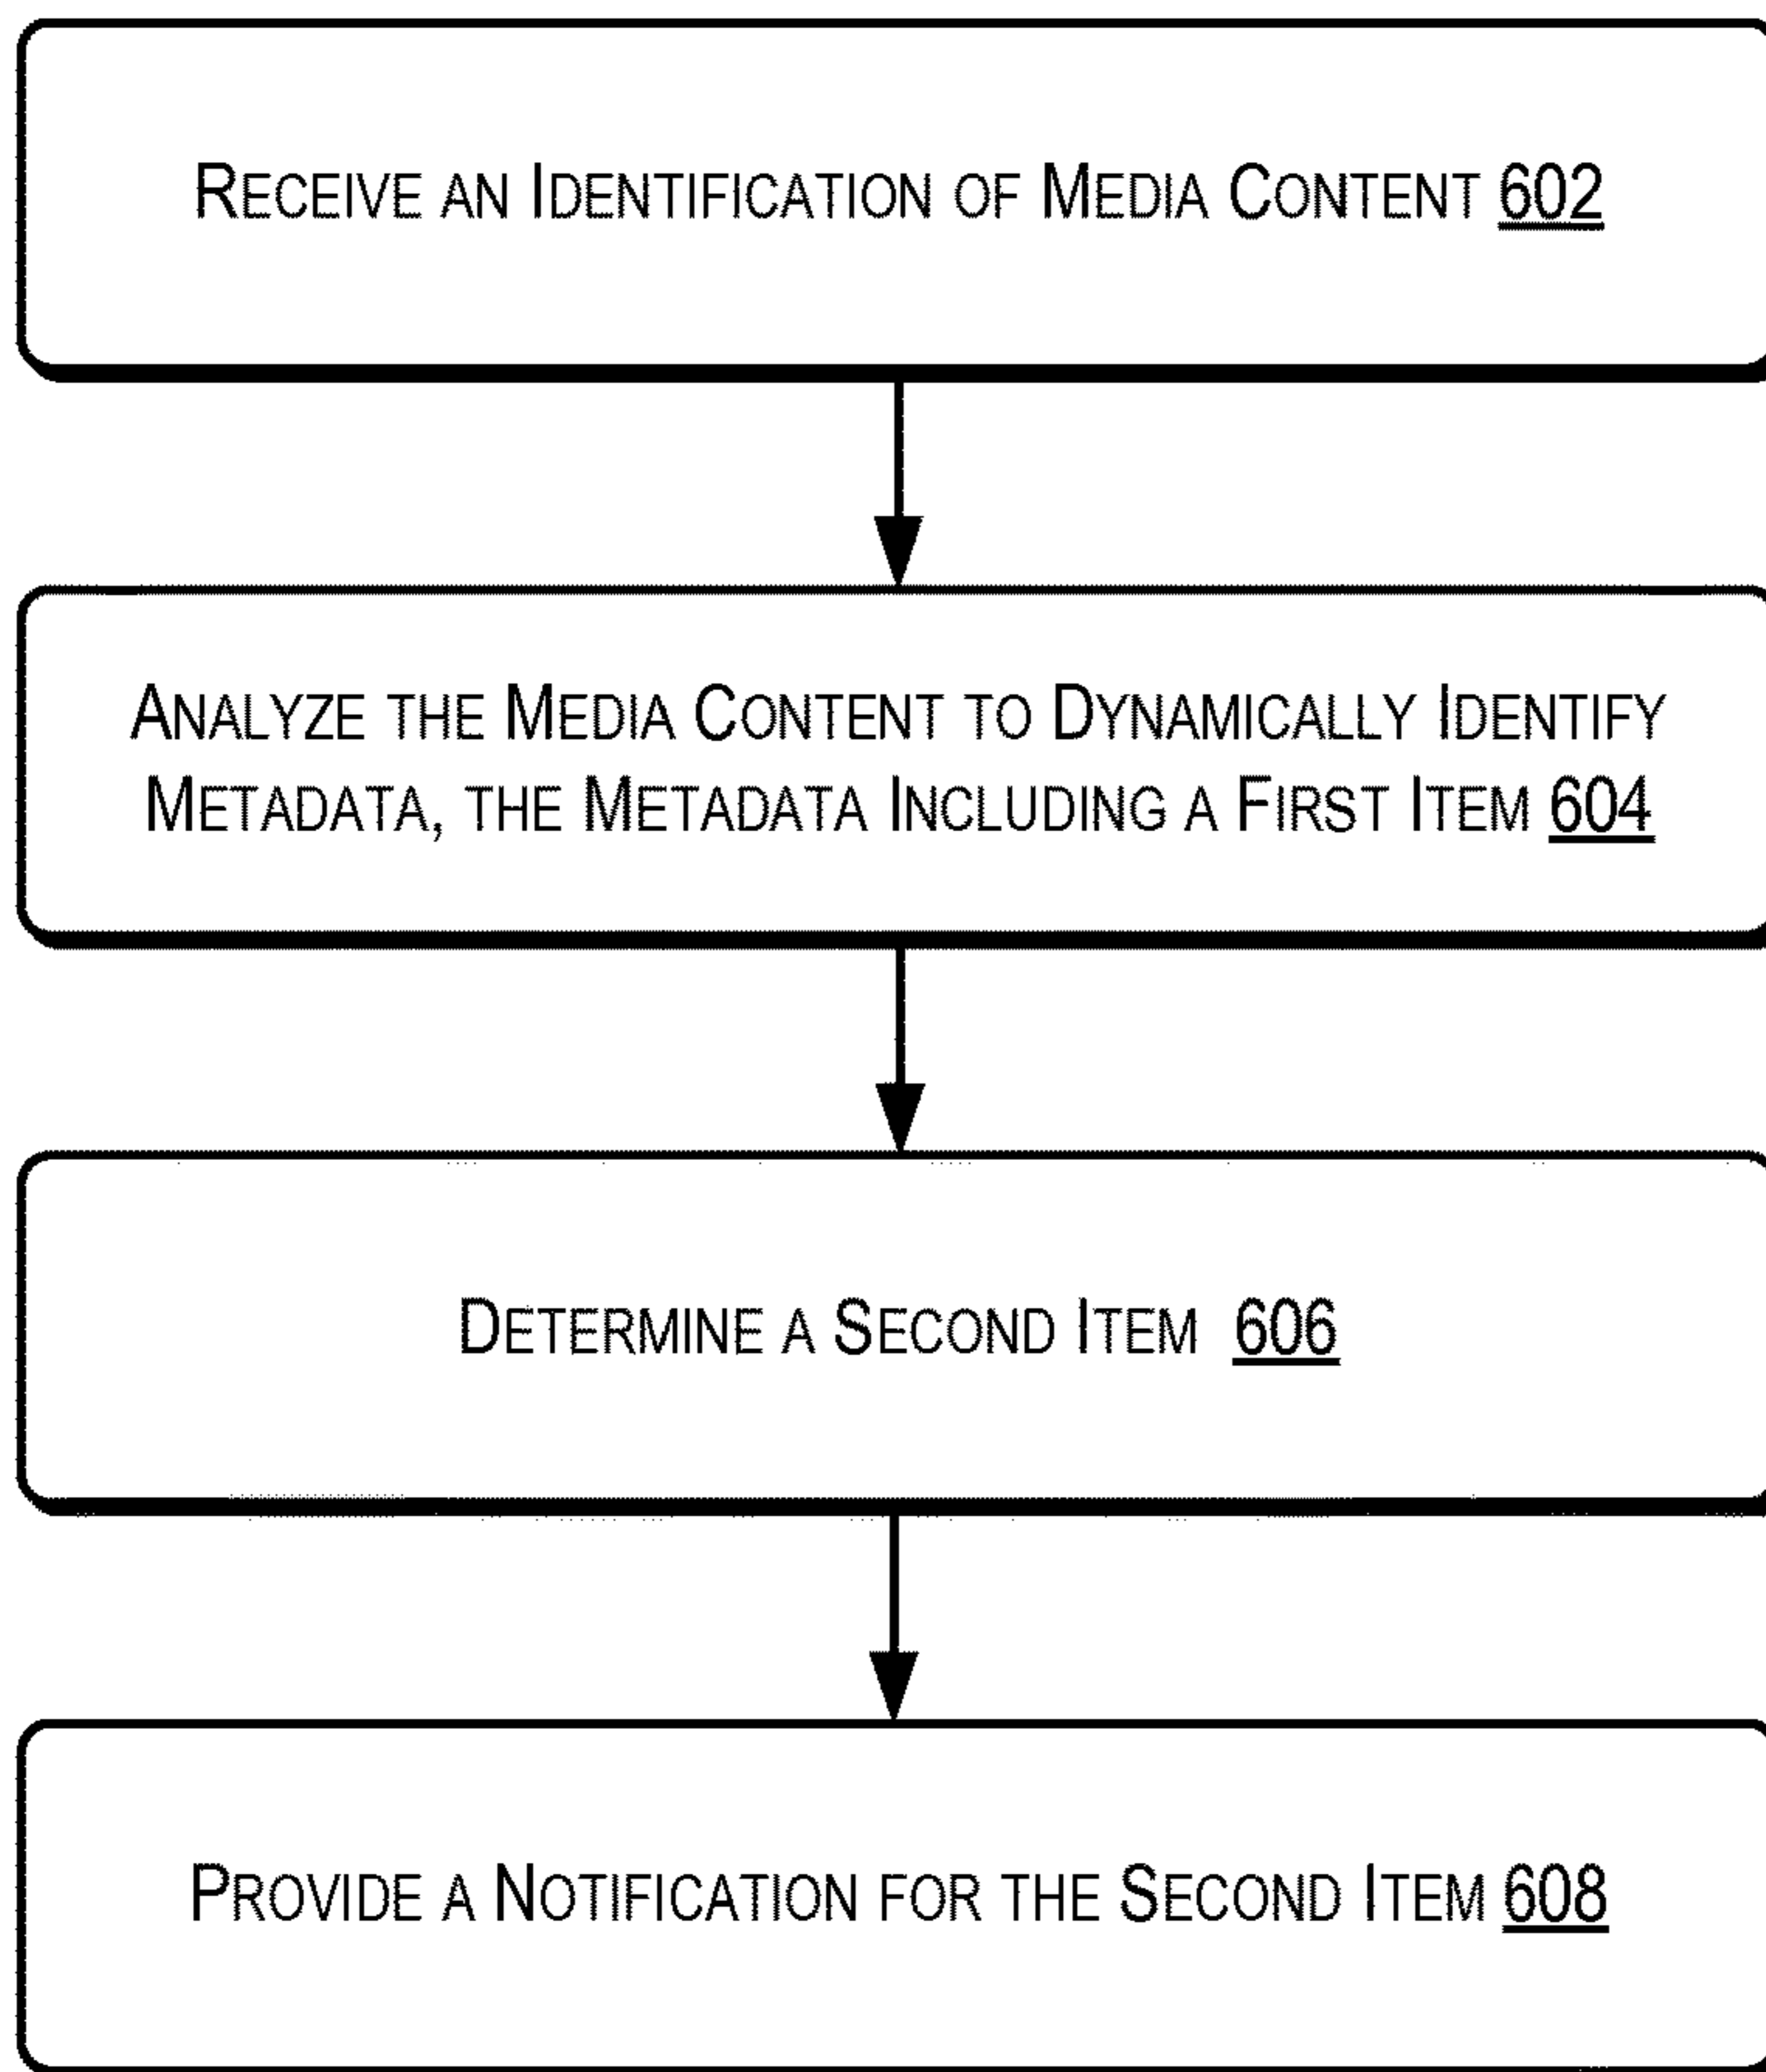 RECEIVE AN IDENTIFICATION OF MEDIA CONTENT 602
ANALYZE THE MEDIA CONTENT TO DYNAMICALLY IDENTIFY
METADATA, THE METADATA INCLUDING A FIRST ITEM 604
DETERMINE A SECOND ITEM 606
PROVIDE A NOTIFICATION FOR THE SECOND ITEM 608